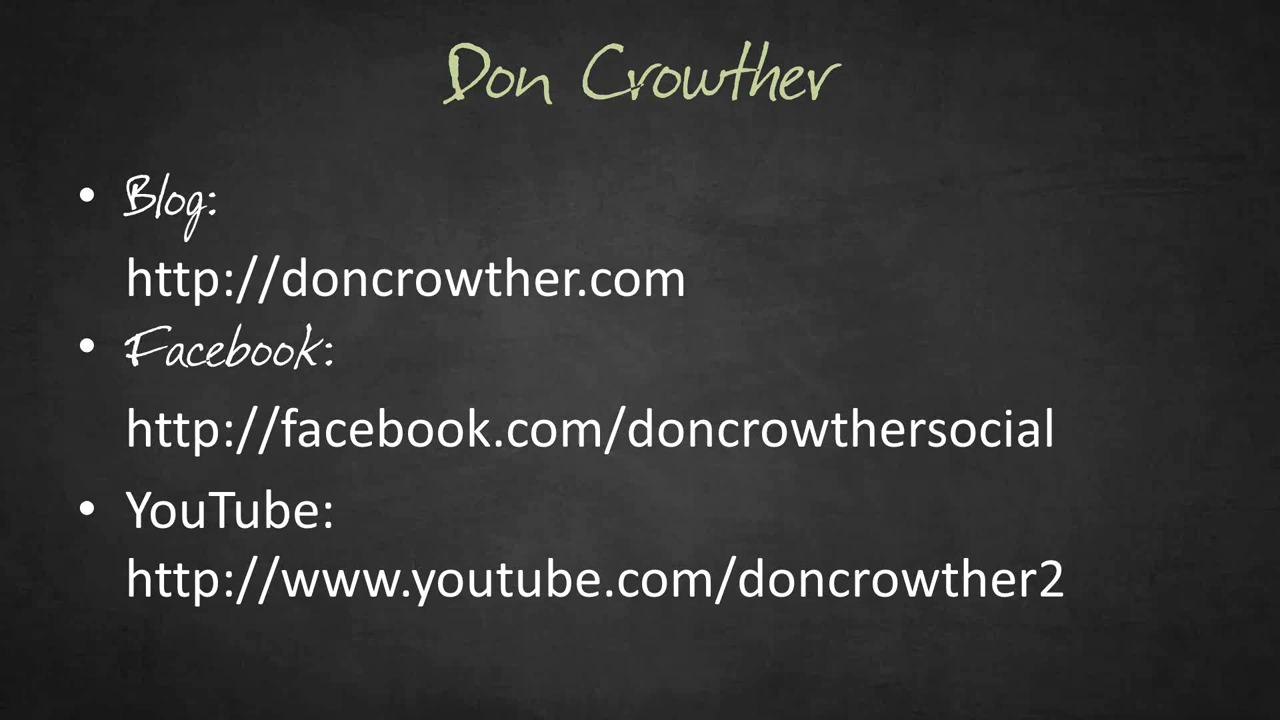 Don Crowther
• Blog:
http://doncrowther.com
• Facebook:
http://facebook.com/doncrowthersocial
• YouTube:
http://www.youtube.com/doncrowther2